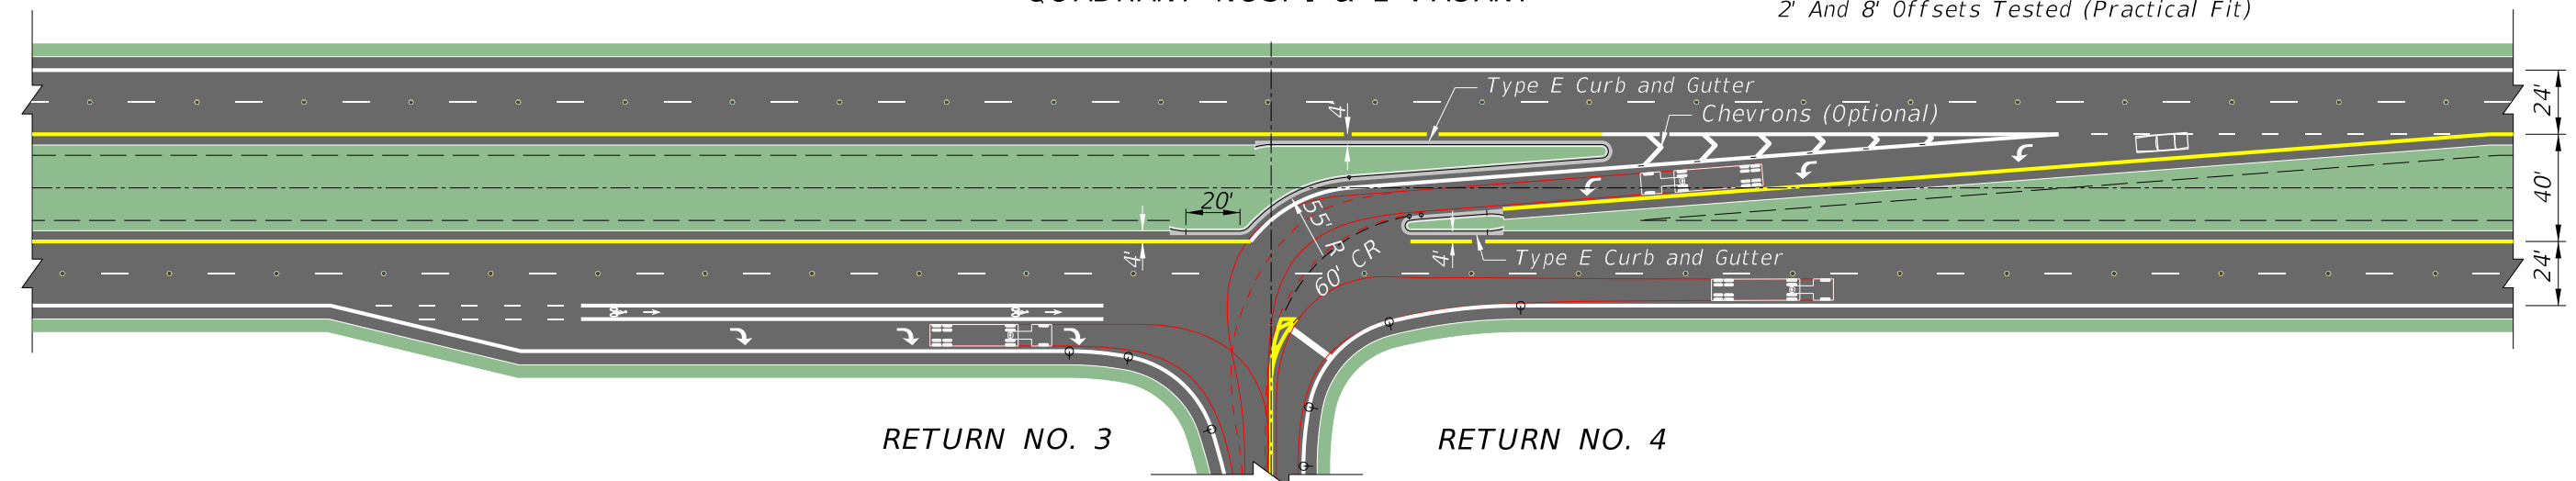 2' And 8' Offsets Tested (Practical Fit)
Type E Curb and Gutter
Chevrons (Optional)
4'
24'
20'
55' R
60' CR
40'
4'
4'
Type E Curb and Gutter
24'
RETURN NO. 3
RETURN NO. 4